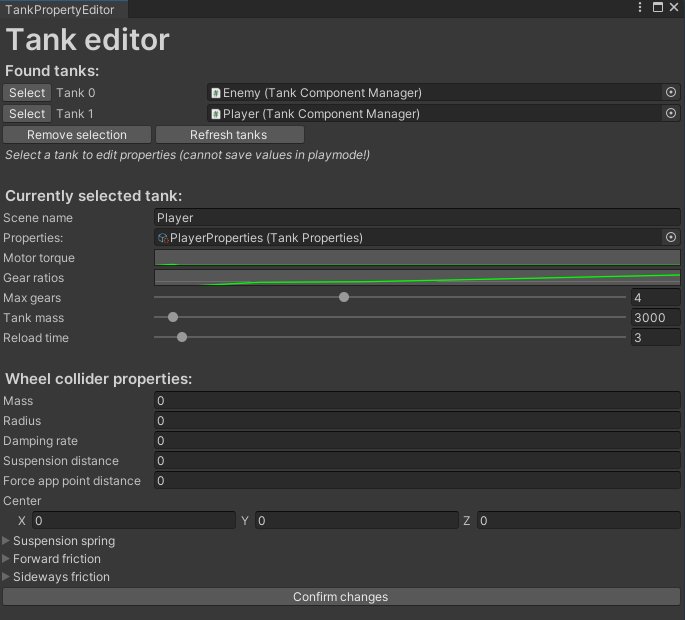 TankPropertyEditor
Tank editor
Found tanks:
Select Tank 0 Enemy (Tank Component Manager)
Select Tank 1 Player (Tank Component Manager)
Remove selection Refresh tanks
Select a tank to edit properties (cannot save values in playmode!)
Currently selected tank:
Scene name Player
Properties: PlayerProperties (Tank Properties)
Motor torque
Gear ratios
Max gears 4
Tank mass 3000
Reload time 3
Wheel collider properties:
Mass 0
Radius 0
Damping rate 0
Suspension distance 0
Force app point distance 0
Center
X 0 Y 0 Z 0
Suspension spring
Forward friction
Sideways friction
Confirm changes